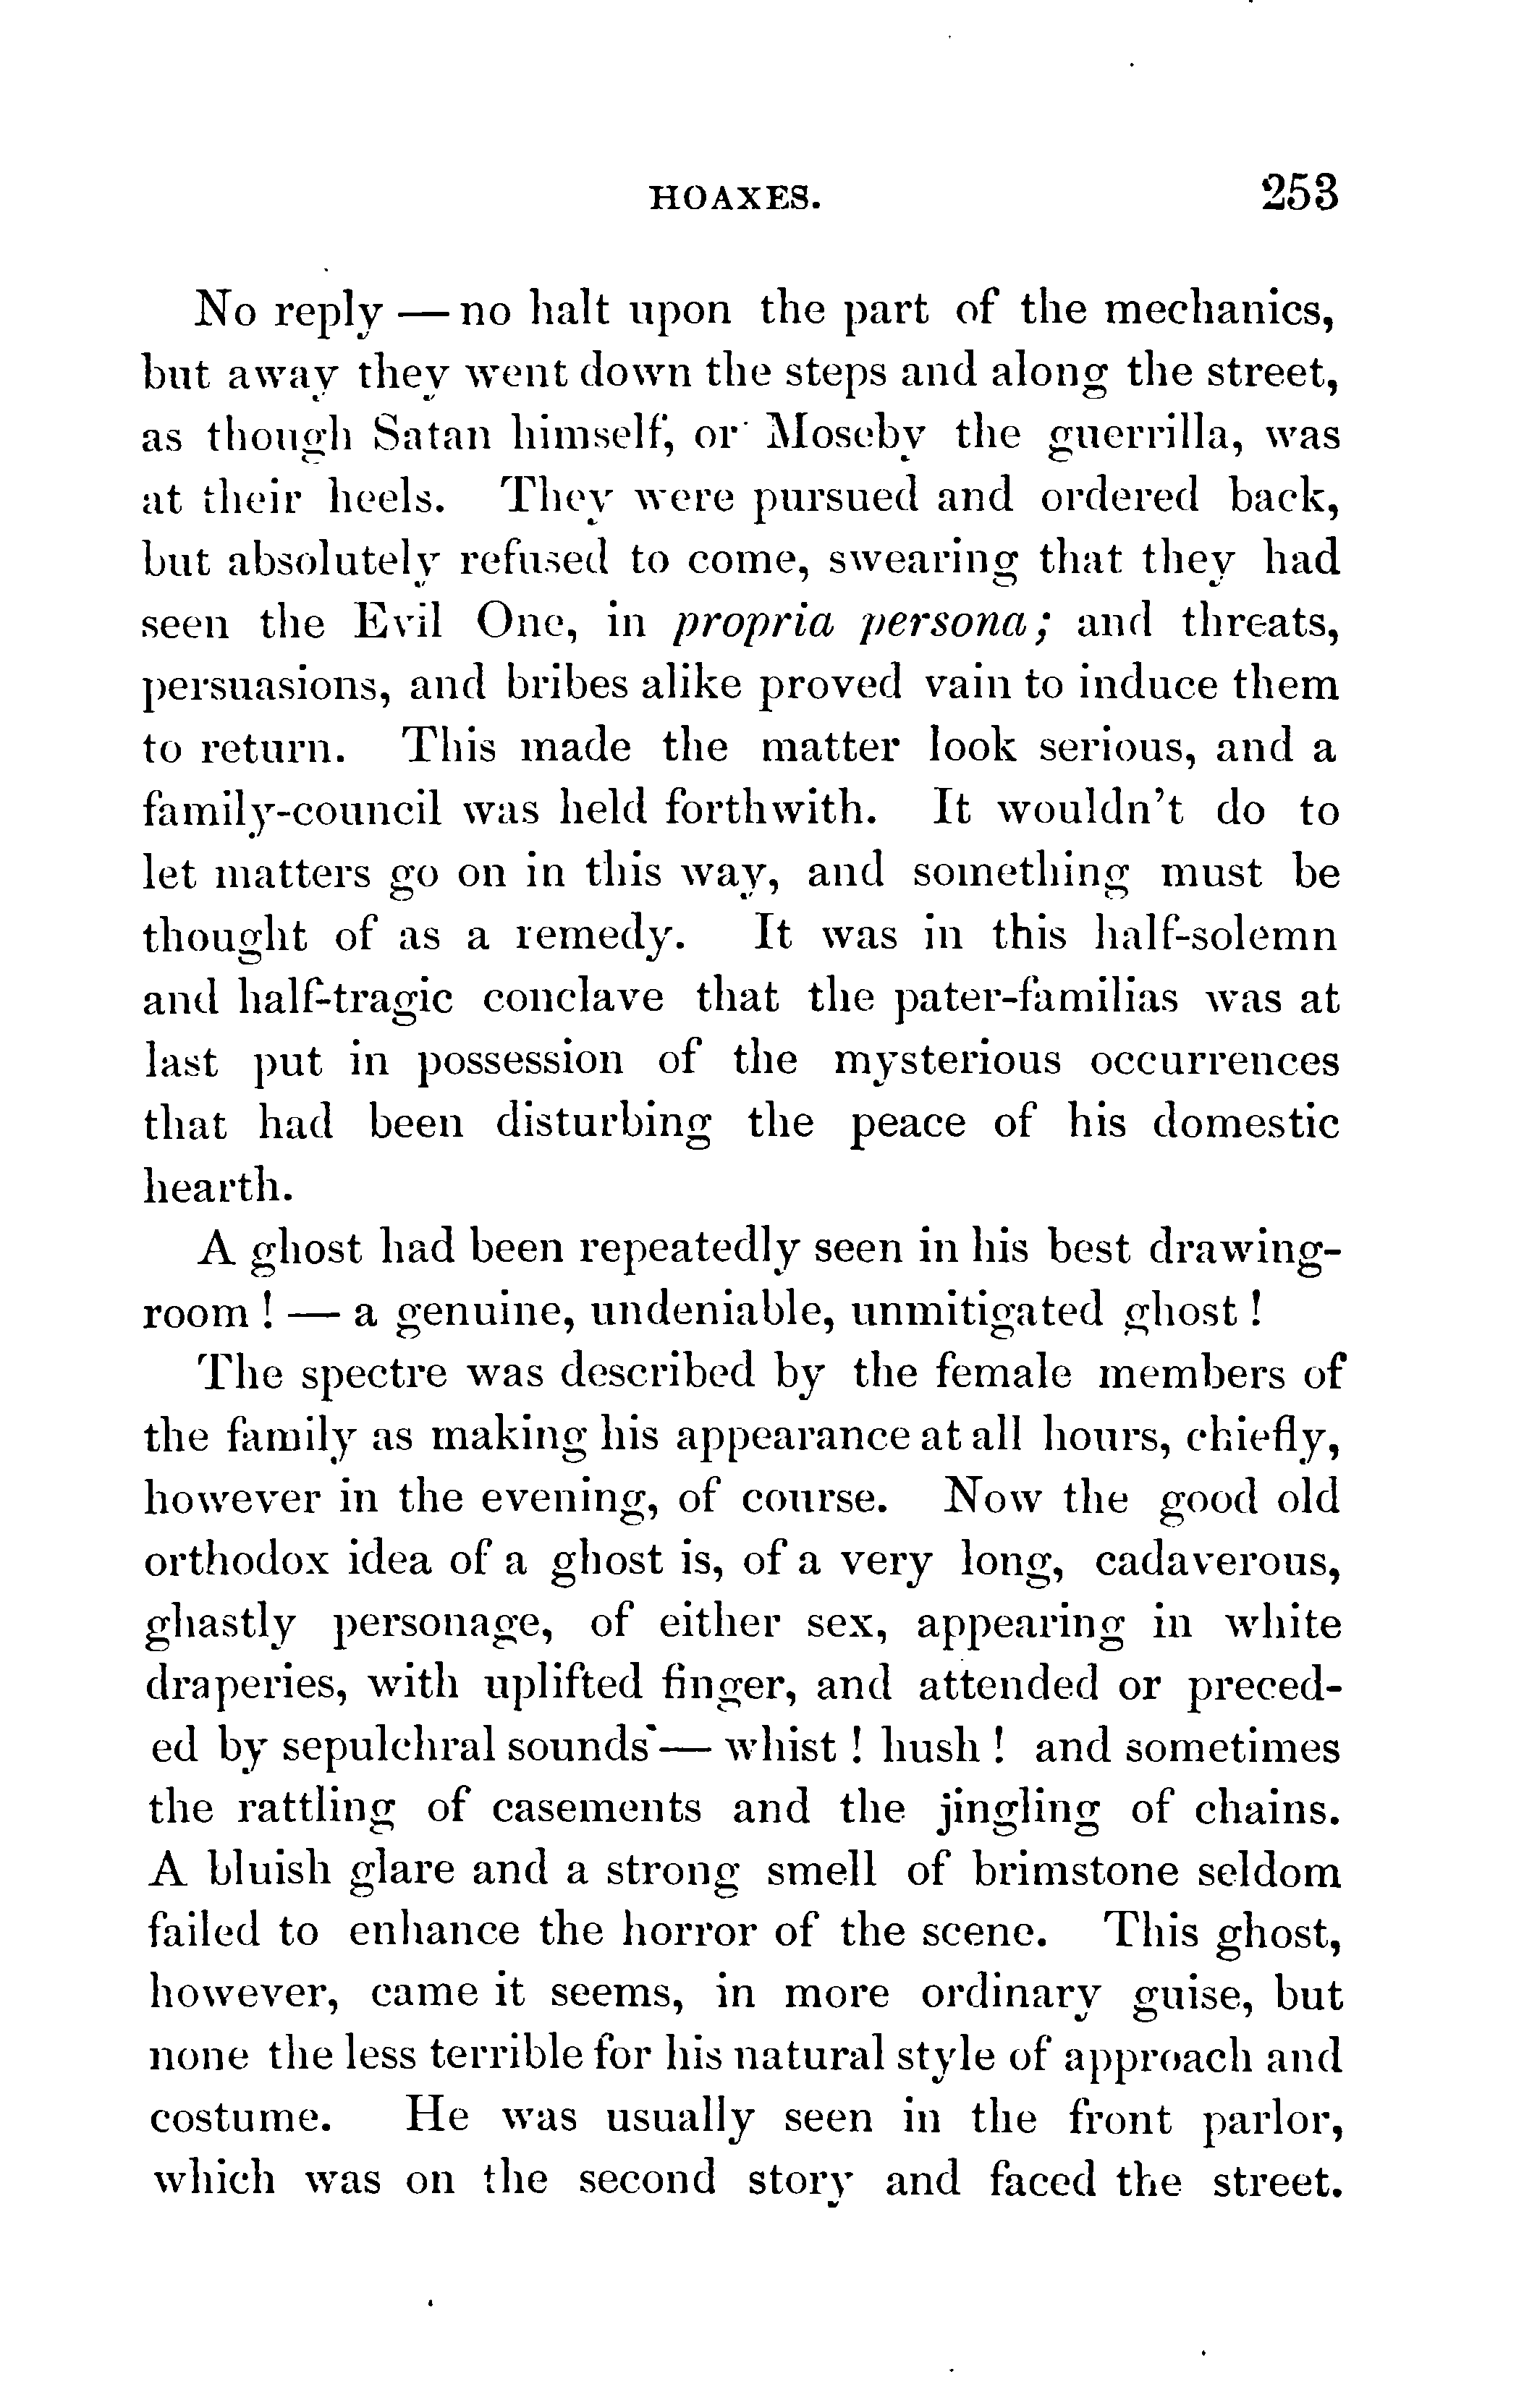 HOAXES. 253
No reply — no halt upon the part of the mechanics,
but away they went down the steps and along the street,
as though Satan himself, or Moseby the guerrilla, was
at their heels. They were pursued and ordered back,
but absolutely refused to come, swearing that they had
seen the Evil One, in propria persona; and threats,
persuasions, and bribes alike proved vain to induce them
to return. This made the matter look serious, and a
family-council was held forthwith. It wouldn't do to
let matters go on in this way, and something must be
thought of as a remedy. It was in this half-solemn
and half-tragic conclave that the pater-familias was at
last put in possession of the mysterious occurrences
that had been disturbing the peace of his domestic
hearth.
A ghost had been repeatedly seen in his best drawing-
room ! — a genuine, undeniable, unmitigated ghost !
The spectre was described by the female members of
the family as making his appearance at all hours, chiefly,
however in the evening, of course. Now the good old
orthodox idea of a ghost is, of a very long, cadaverous,
ghastly personage, of either sex, appearing in white
draperies, with uplifted finger, and attended or preced-
ed by sepulchral sounds — whist ! hush ! and sometimes
the rattling of casements and the jingling of chains.
A bluish glare and a strong smell of brimstone seldom
failed to enhance the horror of the scene. This ghost,
however, came it seems, in more ordinary guise, but
none the less terrible for his natural style of approach and
costume. He was usually seen in the front parlor,
which was on the second story and faced the street.